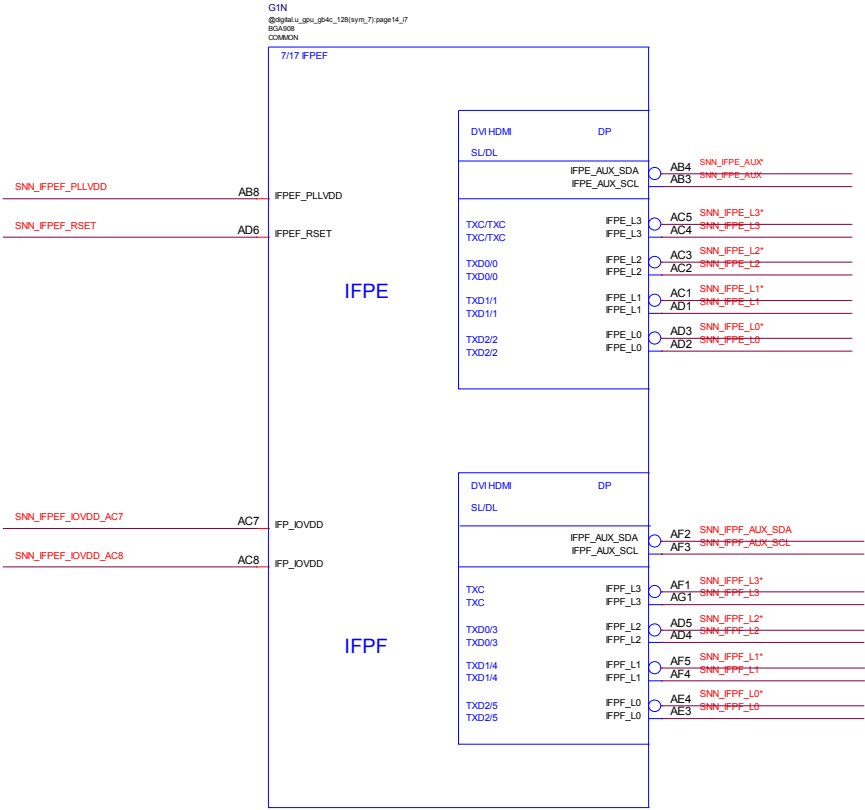 G1N
@digital.u_gpu_gb4c_128(sym_7):page14_i7
BGA908
COMMON
7/17 IFPEF
DVI HDMI DP
SL/DL
IFPE_AUX_SDA AB4 SNN_IFPE_AUX*
IFPE_AUX_SCL AB3 SNN_IFPE_AUX
SNN_IFPEF_PLLVDD AB8 IFPEF_PLLVDD
SNN_IFPEF_RSET AD6 IFPEF_RSET
TXC/TXC IFPE_L3 AC5 SNN_IFPE_L3*
TXC/TXC IFPE_L3 AC4 SNN_IFPE_L3
TXD0/0 IFPE_L2 AC3 SNN_IFPE_L2*
TXD0/0 IFPE_L2 AC2 SNN_IFPE_L2
IFPE
TXD1/1 IFPE_L1 AC1 SNN_IFPE_L1*
TXD1/1 IFPE_L1 AD1 SNN_IFPE_L1
TXD2/2 IFPE_L0 AD3 SNN_IFPE_L0*
TXD2/2 IFPE_L0 AD2 SNN_IFPE_L0
DVI HDMI DP
SL/DL
SNN_IFPEF_IOVDD_AC7 AC7 IFP_IOVDD
IFPF_AUX_SDA AF2 SNN_IFPF_AUX_SDA
IFPF_AUX_SCL AF3 SNN_IFPF_AUX_SCL
SNN_IFPEF_IOVDD_AC8 AC8 IFP_IOVDD
TXC IFPF_L3 AF1 SNN_IFPF_L3*
TXC IFPF_L3 AG1 SNN_IFPF_L3
TXD0/3 IFPF_L2 AD5 SNN_IFPF_L2*
TXD0/3 IFPF_L2 AD4 SNN_IFPF_L2
IFPF
TXD1/4 IFPF_L1 AF5 SNN_IFPF_L1*
TXD1/4 IFPF_L1 AF4 SNN_IFPF_L1
TXD2/5 IFPF_L0 AE4 SNN_IFPF_L0*
TXD2/5 IFPF_L0 AE3 SNN_IFPF_L0